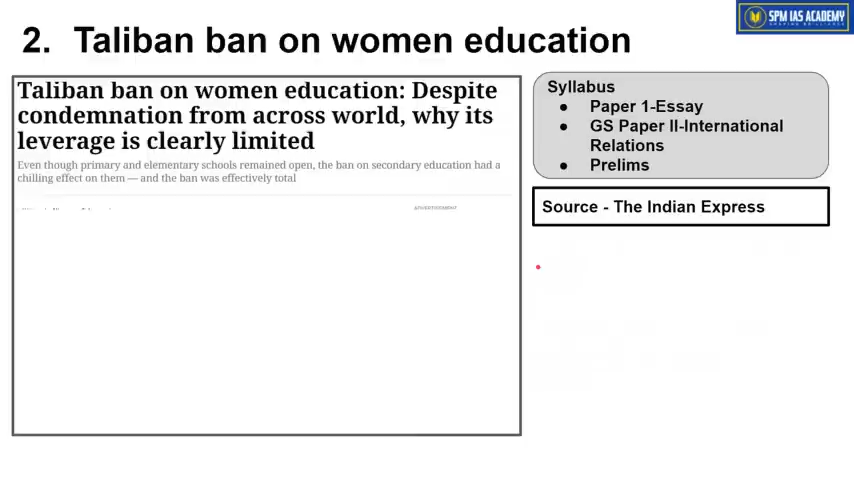 SPM IAS ACADEMY
SHAPING BRILLIANCE
2. Taliban ban on women education
Taliban ban on women education: Despite
condemnation from across world, why its
leverage is clearly limited
Even though primary and elementary schools remained open, the ban on secondary education had a
chilling effect on them — and the ban was effectively total
ADVERTISEMENT
Syllabus
● Paper 1-Essay
● GS Paper II-International
Relations
● Prelims
Source - The Indian Express